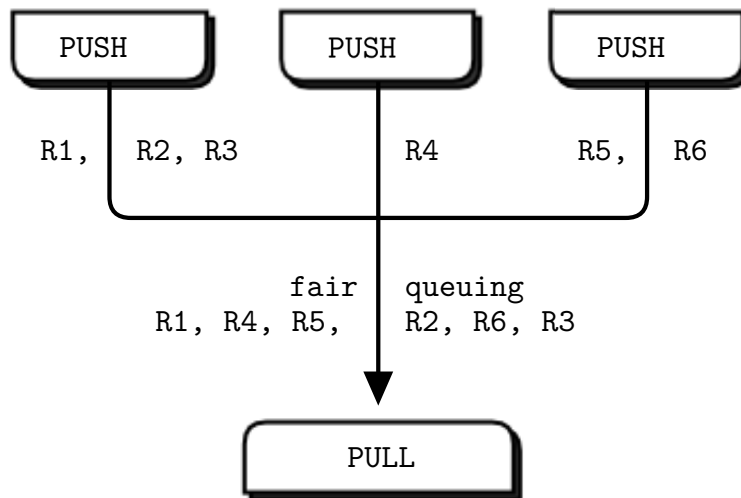 PUSH PUSH PUSH
R1, R2, R3 R4 R5, R6
fair queuing
R1, R4, R5, R2, R6, R3
PULL